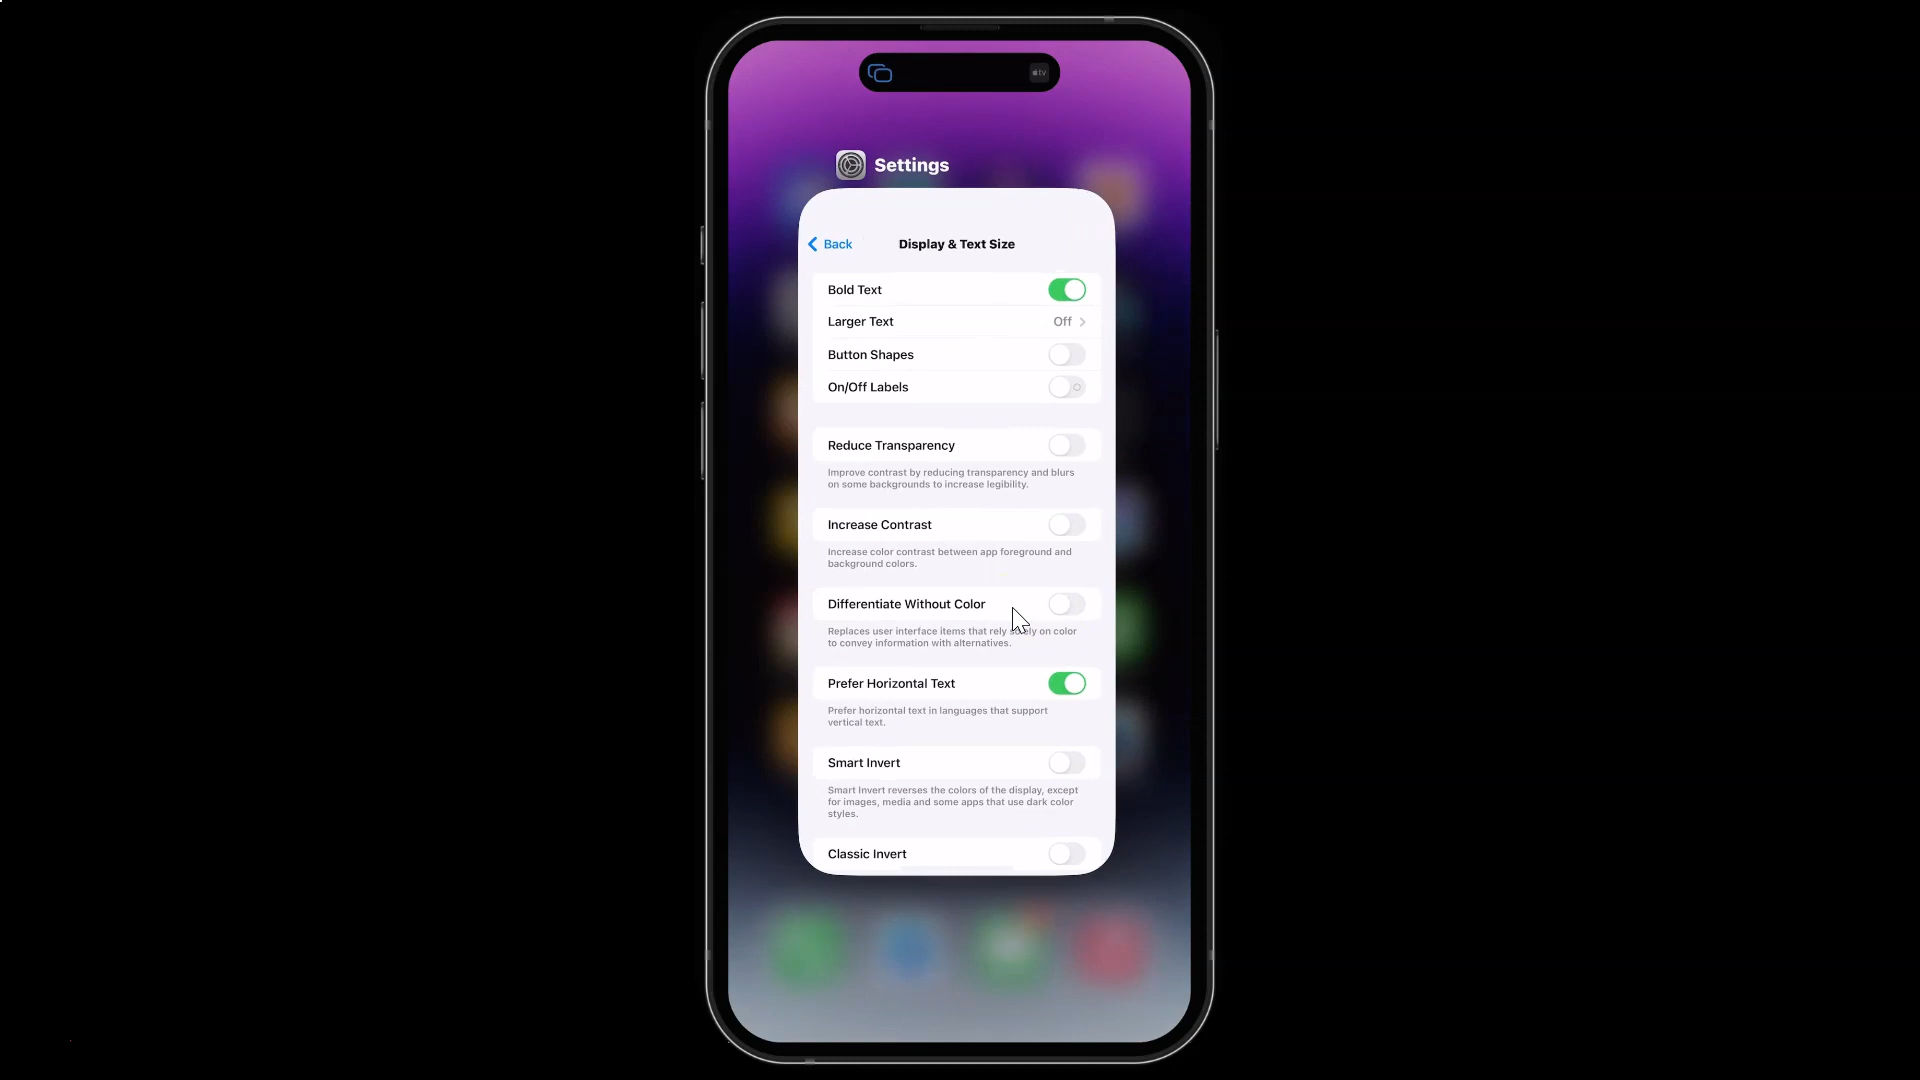 tv
Settings
Back
Display & Text Size
Bold Text
Larger Text
Off
Button Shapes
On/Off Labels
Reduce Transparency
Improve contrast by reducing transparency and blurs
on some backgrounds to increase legibility.
Increase Contrast
Increase color contrast between app foreground and
background colors.
Differentiate Without Color
Replaces user interface items that rely solely on color
to convey information with alternatives.
Prefer Horizontal Text
Prefer horizontal text in languages that support
vertical text.
Smart Invert
Smart Invert reverses the colors of the display, except
for images, media and some apps that use dark color
styles.
Classic Invert